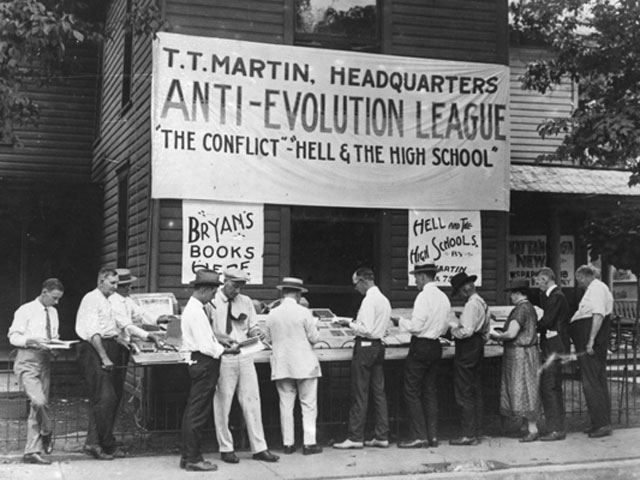 T.T. MARTIN, HEADQUARTERS
ANTI-EVOLUTION LEAGUE
"THE CONFLICT"-"HELL & THE HIGH SCHOOL"
BRYAN'S
BOOKS
HERE
HELL AND THE
HIGH SCHOOLS.
BY
MARTIN
NEW